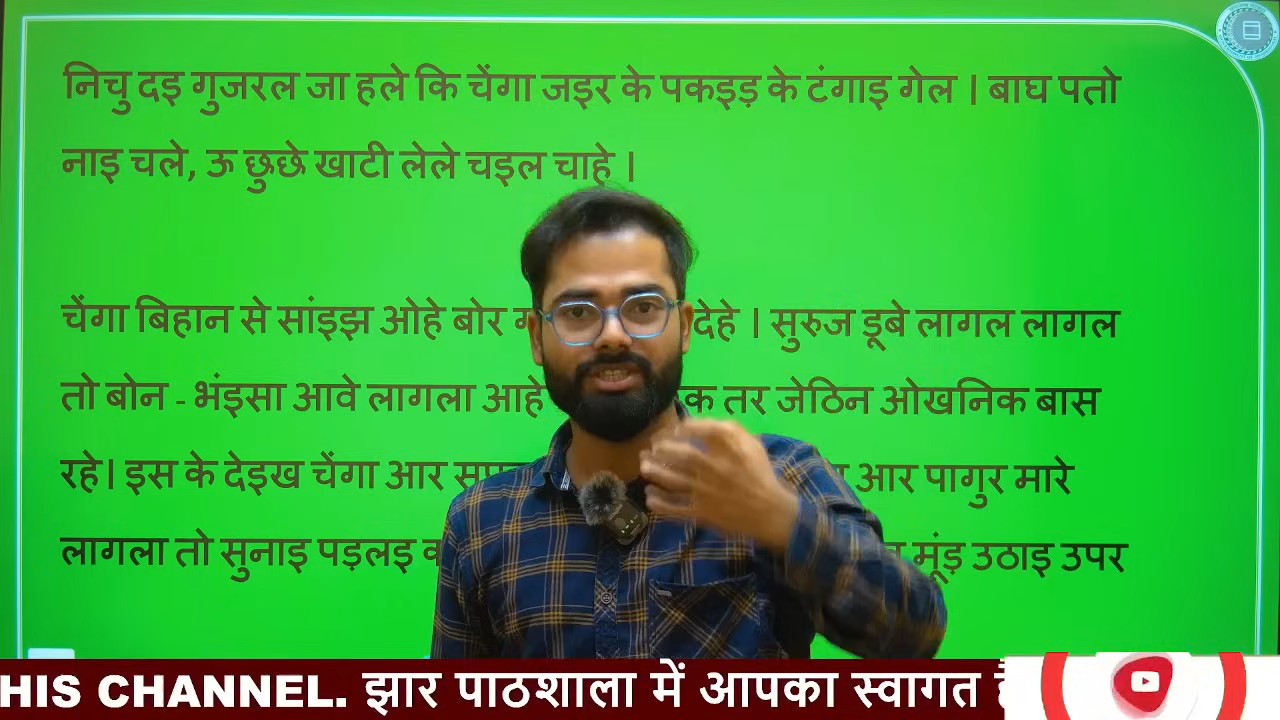 निचु दइ गुजरल जा हले कि चेंगा जइर के पकइड़ के टंगाइ गेल | बाघ पतो
नाइ चले, ऊ छुछे खाटी लेले चइल चाहे |
चेंगा बिहान से सांइझ ओहे बोर देहे | सुरुज डूबे लागल लागल
तो बोन - भंइसा आवे लागला आहे क तर जेठिन ओखनिक बास
रहे| इस के देइख चेंगा आर आर पागुर मारे
लागला तो सुनाइ पड़लइ मूंड़ उठाइ उपर
HIS CHANNEL. झार पाठशाला में आपका स्वागत